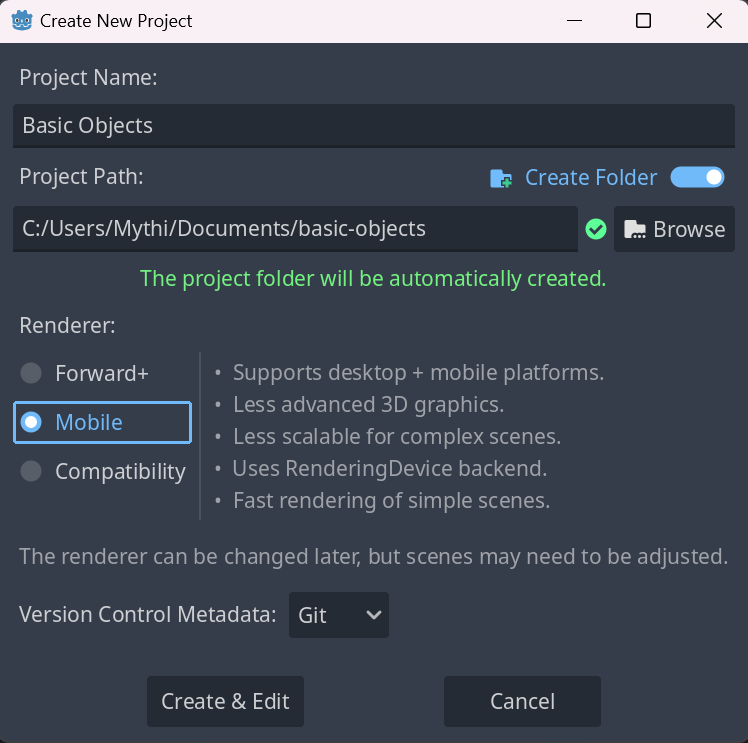 Create New Project
Project Name:
Basic Objects
Project Path:
Create Folder
C:/Users/Mythi/Documents/basic-objects
Browse
The project folder will be automatically created.
Renderer:
Forward+
Mobile
Compatibility
• Supports desktop + mobile platforms.
• Less advanced 3D graphics.
• Less scalable for complex scenes.
• Uses RenderingDevice backend.
• Fast rendering of simple scenes.
The renderer can be changed later, but scenes may need to be adjusted.
Version Control Metadata:
Git
Create & Edit
Cancel